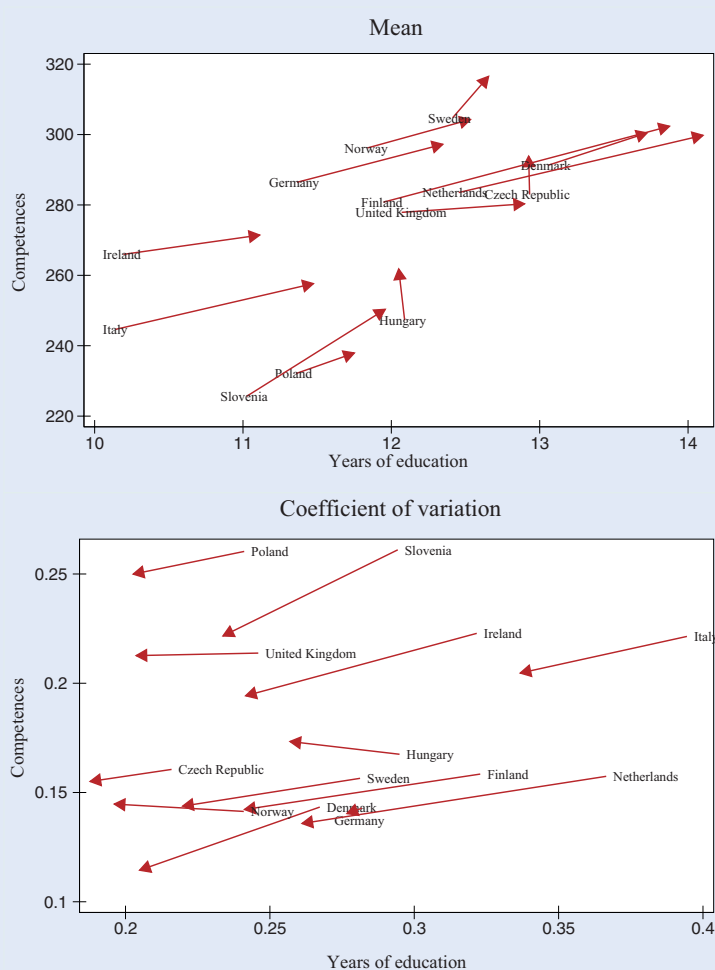 Mean
320
300
280
260
240
220
Competences
Sweden
Norway
Denmark
Germany
Netherlands
Czech Republic
Finland
United Kingdom
Ireland
Hungary
Italy
Poland
Slovenia
10 11 12 13 14
Years of education
Coefficient of variation
0.25
0.2
0.15
0.1
Competences
Poland
Slovenia
Ireland
Italy
United Kingdom
Hungary
Czech Republic
Sweden
Finland
Netherlands
Denmark
Norway
Germany
0.2 0.25 0.3 0.35 0.4
Years of education